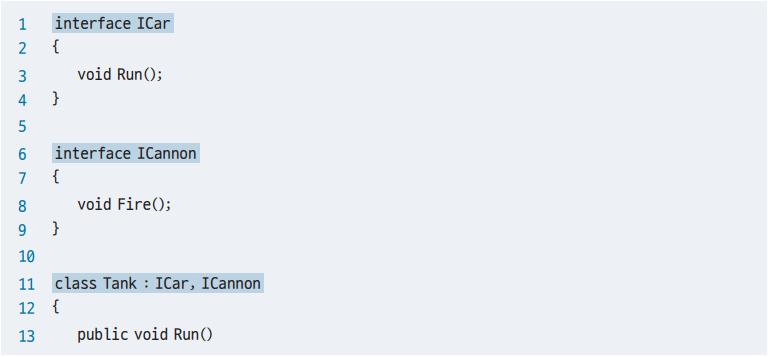 1 interface ICar
2 {
3 void Run();
4 }
5
6 interface ICannon
7 {
8 void Fire();
9 }
10
11 class Tank : ICar, ICannon
12 {
13 public void Run()